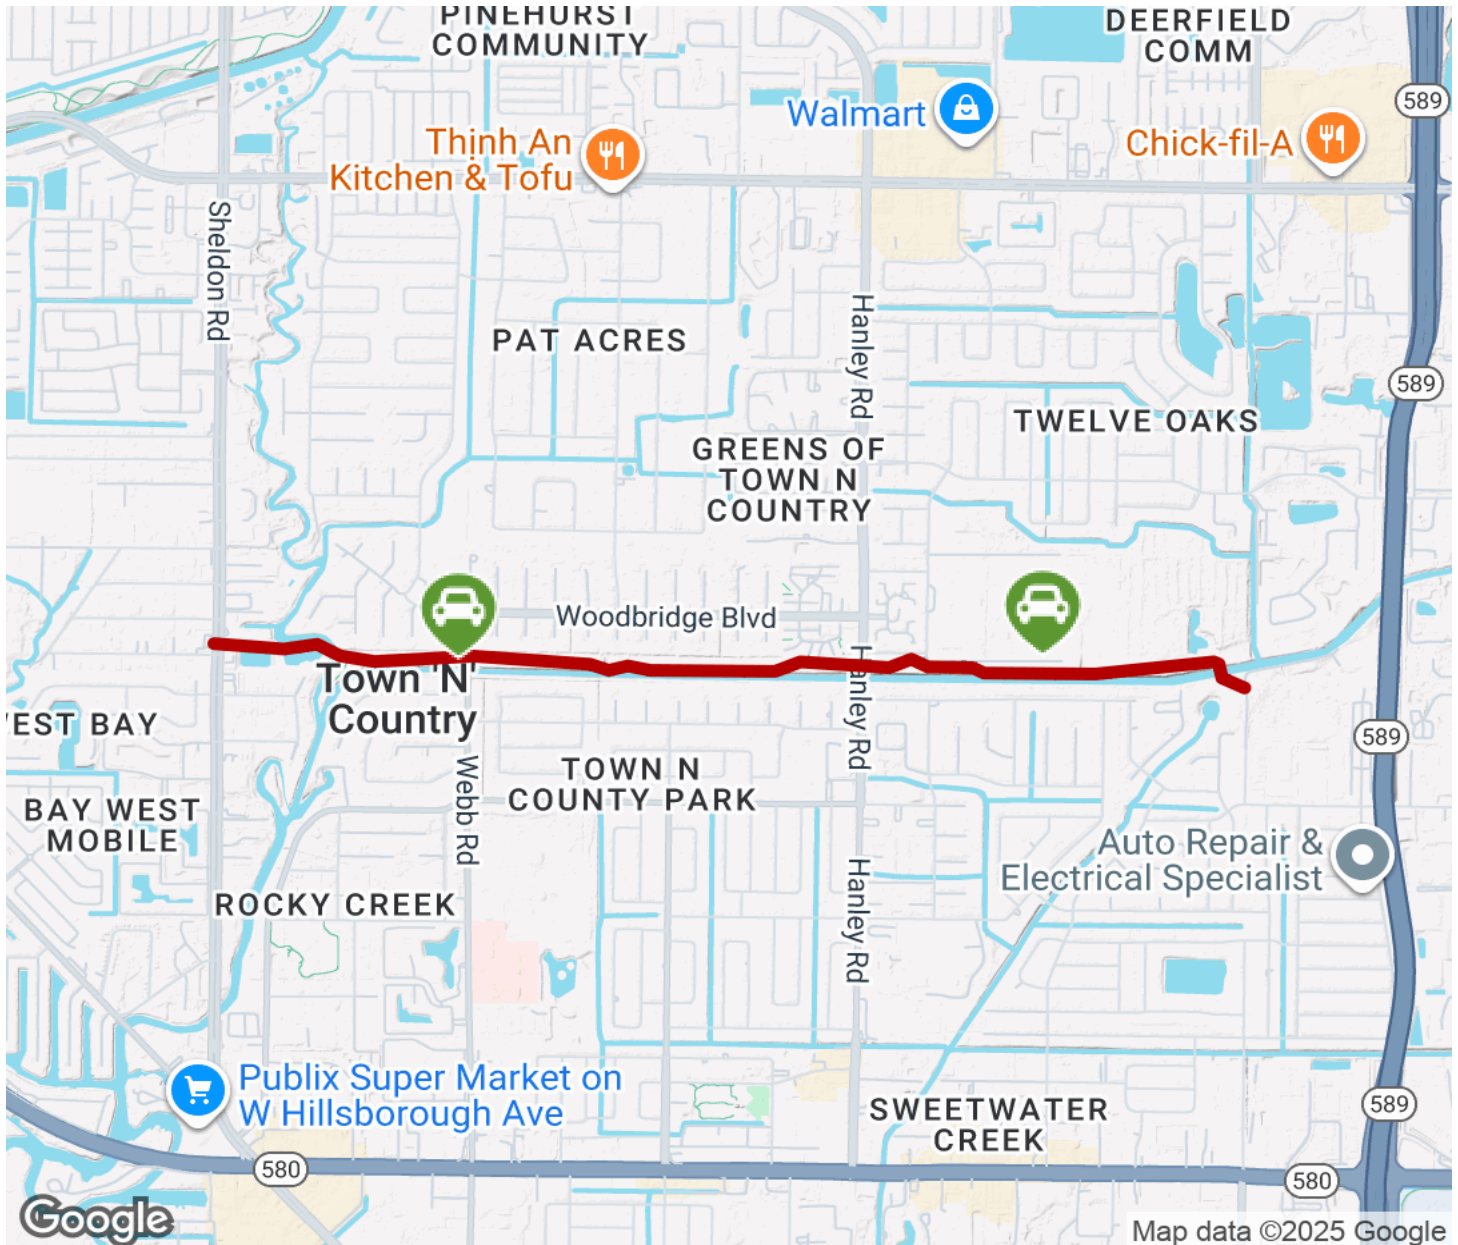 PINEHURST
COMMUNITY
DEERFIELD
COMM
589
Walmart
Chick-fil-A
Thịnh An
Kitchen & Tofu
Sheldon Rd
Hanley Rd
PAT ACRES
589
TWELVE OAKS
GREENS OF
TOWN N
COUNTRY
Woodbridge Blvd
Hanley Rd
Town 'N'
Country
EST BAY
589
Webb Rd
TOWN N
COUNTY PARK
BAY WEST
MOBILE
Auto Repair &
Electrical Specialist
Hanley Rd
ROCKY CREEK
Publix Super Market on
W Hillsborough Ave
SWEETWATER
CREEK
589
580
580
Google
Map data ©2025 Google